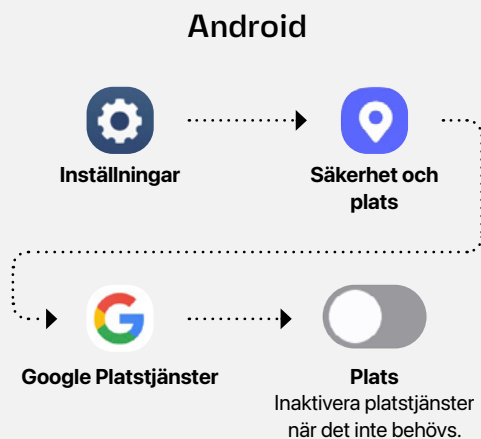 Android
Inställningar
Säkerhet och
plats
Google Platstjänster
Plats
Inaktivera platstjänster
när det inte behövs.